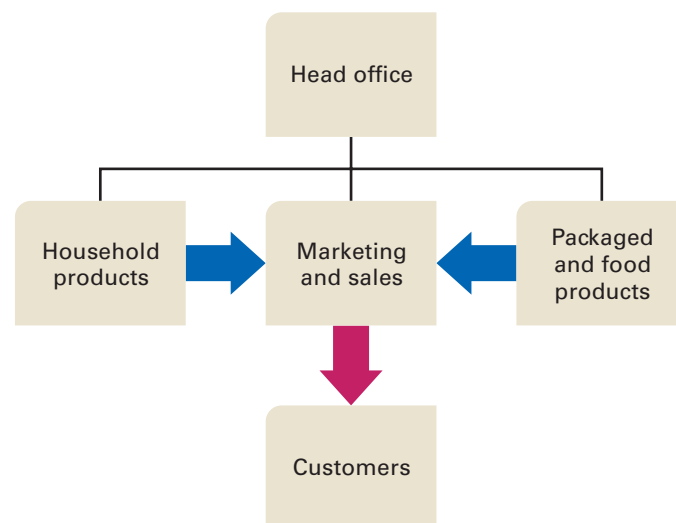 Head office
Household
products
Marketing
and sales
Packaged
and food
products
Customers